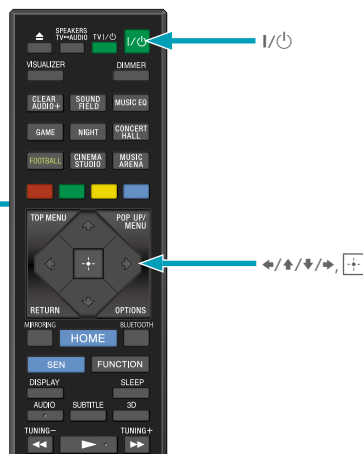 SPEAKERS
TV↔AUDIO TV I/⏻ I/⏻
I/⏻
VISUALIZER DIMMER
CLEAR AUDIO+ SOUND FIELD MUSIC EQ
GAME NIGHT CONCERT HALL
FOOTBALL CINEMA STUDIO MUSIC ARENA
TOP MENU POP UP/ MENU
←/↑/↓/→,
RETURN OPTIONS
MIRRORING BLUETOOTH
HOME
SEN FUNCTION
DISPLAY SLEEP
AUDIO SUBTITLE 3D
TUNING– TUNING+